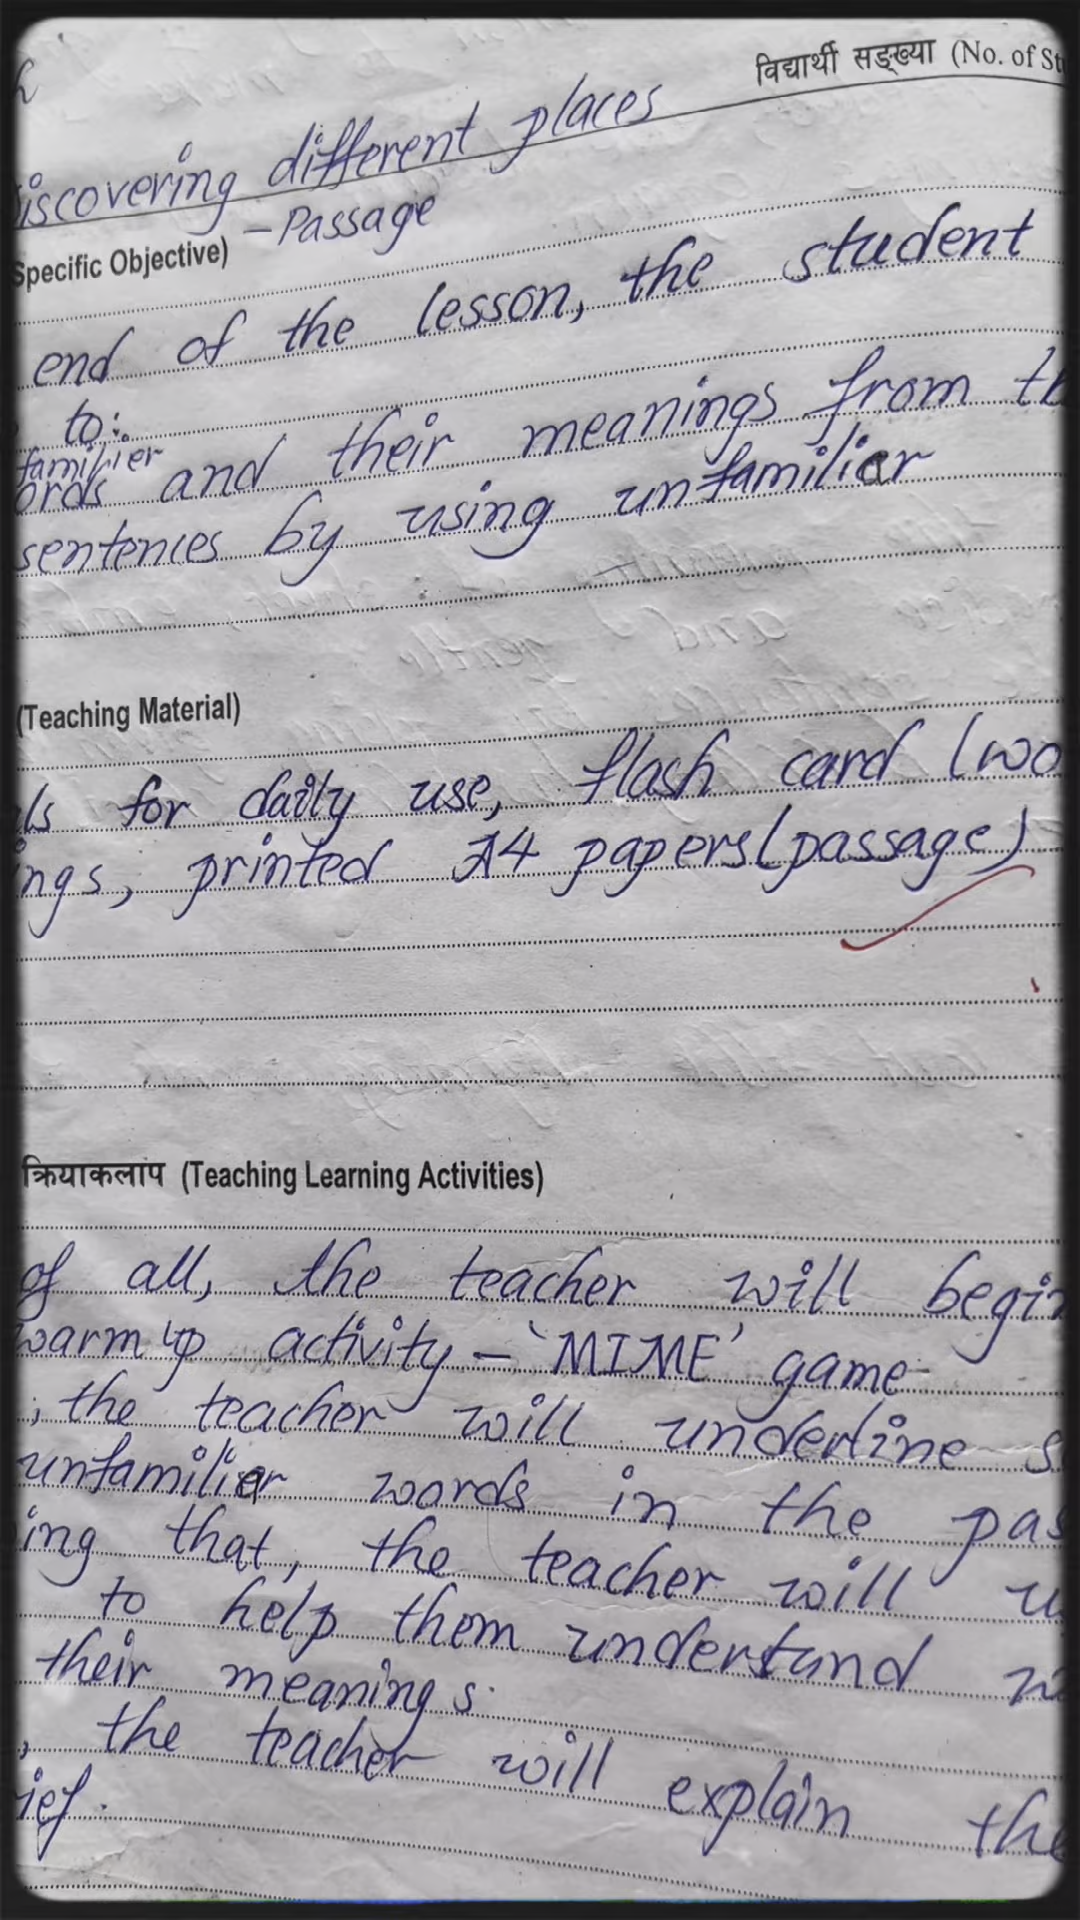 विद्यार्थी सङ्ख्या (No. of St
iscovering different places
- Passage
Specific Objective)
end of the lesson, the student
to:
familier
ords and their meanings from th
sentences by using unfamiliar
(Teaching Material)
ls for daily use, flash card (wo
ngs, printed A4 papers (passage)
क्रियाकलाप (Teaching Learning Activities)
of all, the teacher will begin
warm up activity - 'MIME' game
, the teacher will underline s
unfamiliar words in the pas
ing that, the teacher will u
to help them understand w
their meanings.
, the teacher will explain the
ief.